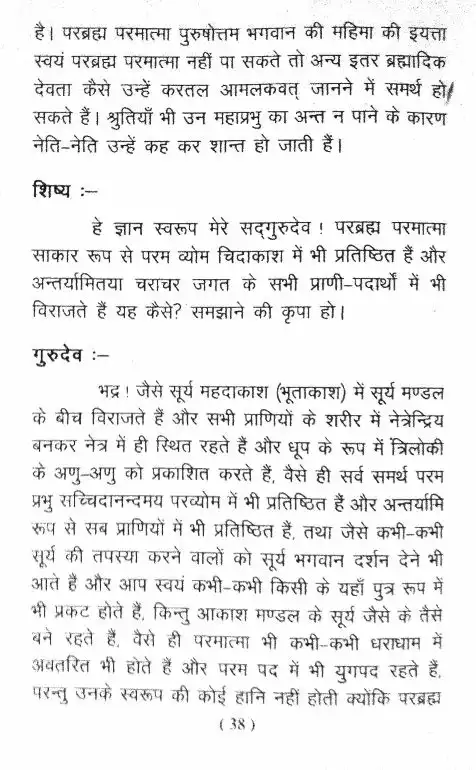 है। परब्रह्म परमात्मा पुरुषोत्तम भगवान की महिमा की इयत्ता
स्वयं परब्रह्म परमात्मा नहीं पा सकते तो अन्य इतर ब्रह्मादिक
देवता कैसे उन्हें करतल आमलकवत् जानने में समर्थ हो
सकते हैं। श्रुतियाँ भी उन महाप्रभु का अन्त न पाने के कारण
नेति-नेति उन्हें कह कर शान्त हो जाती हैं।
शिष्य :–
हे ज्ञान स्वरूप मेरे सद्गुरुदेव ! परब्रह्म परमात्मा
साकार रूप से परम व्योम चिदाकाश में भी प्रतिष्ठित हैं और
अन्तर्यामितया चराचर जगत के सभी प्राणी-पदार्थों में भी
विराजते हैं यह कैसे? समझाने की कृपा हो।
गुरुदेव :–
भद्र ! जैसे सूर्य महदाकाश (भूताकाश) में सूर्य मण्डल
के बीच विराजते हैं और सभी प्राणियों के शरीर में नेत्रेन्द्रिय
बनकर नेत्र में ही स्थित रहते हैं और धूप के रूप में त्रिलोकी
के अणु-अणु को प्रकाशित करते हैं, वैसे ही सर्व समर्थ परम
प्रभु सच्चिदानन्दमय परव्योम में भी प्रतिष्ठित हैं और अन्तर्यामि
रूप से सब प्राणियों में भी प्रतिष्ठित हैं, तथा जैसे कभी-कभी
सूर्य की तपस्या करने वालों को सूर्य भगवान दर्शन देने भी
आते हैं और आप स्वयं कभी-कभी किसी के यहाँ पुत्र रूप में
भी प्रकट होते हैं, किन्तु आकाश मण्डल के सूर्य जैसे के तैसे
बने रहते हैं, वैसे ही परमात्मा भी कभी-कभी धराधाम में
अवतरित भी होते हैं और परम पद में भी युगपद रहते हैं,
परन्तु उनके स्वरूप की कोई हानि नहीं होती क्योंकि परब्रह्म
( 38 )